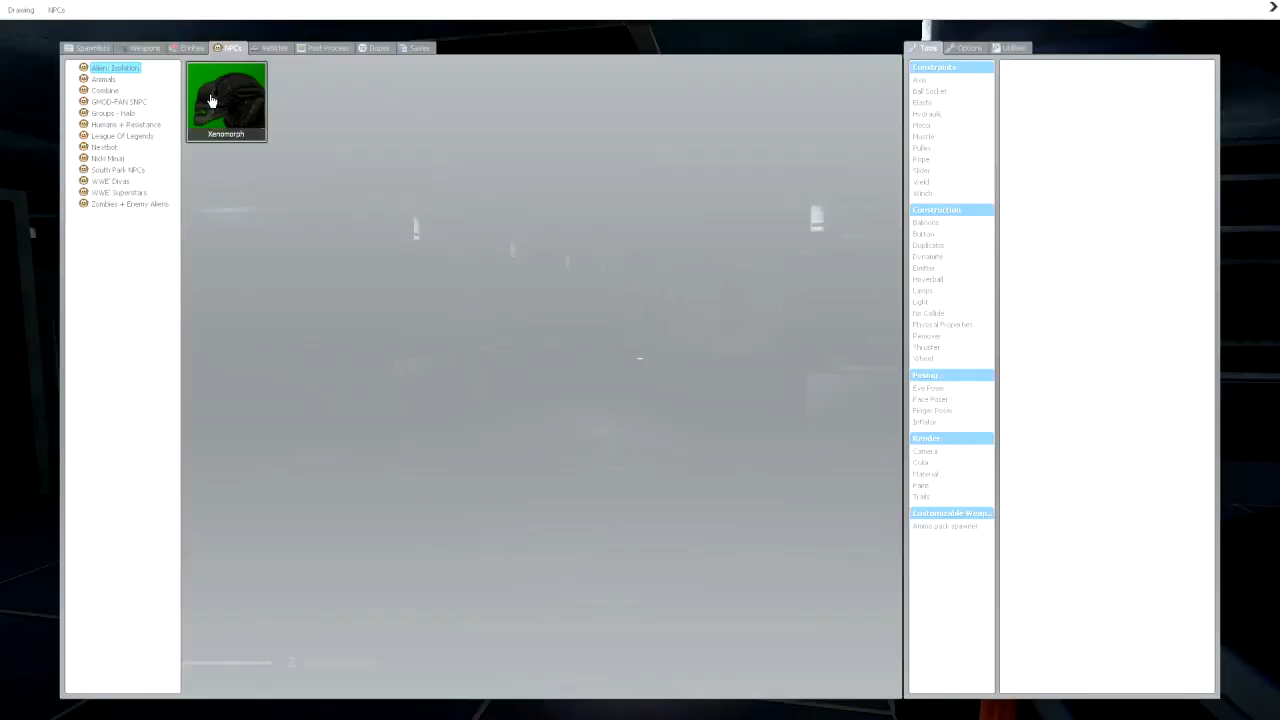 Drawing NPCs
Spawnlists Weapons Entities NPCs Vehicles Post Process Dupes Saves
Alien: Isolation
Animals
Combine
GMOD-FAN SNPC
Groups - Halo
Humans + Resistance
League Of Legends
Nextbot
Nicki Minaj
South Park NPCs
WWE' Divas
WWE' Superstars
Zombies + Enemy Aliens
Xenomorph
Tools Options Utilities
Constraints
Axis
Ball Socket
Elastic
Hydraulic
Motor
Muscle
Pulley
Rope
Slider
Weld
Winch
Construction
Balloons
Button
Duplicator
Dynamite
Emitter
Hoverball
Lamps
Light
No Collide
Physical Properties
Remover
Thruster
Wheel
Posing
Eye Poser
Face Poser
Finger Poser
Inflator
Render
Camera
Color
Material
Paint
Trails
Customizable Weap...
Ammo pack spawner
Z